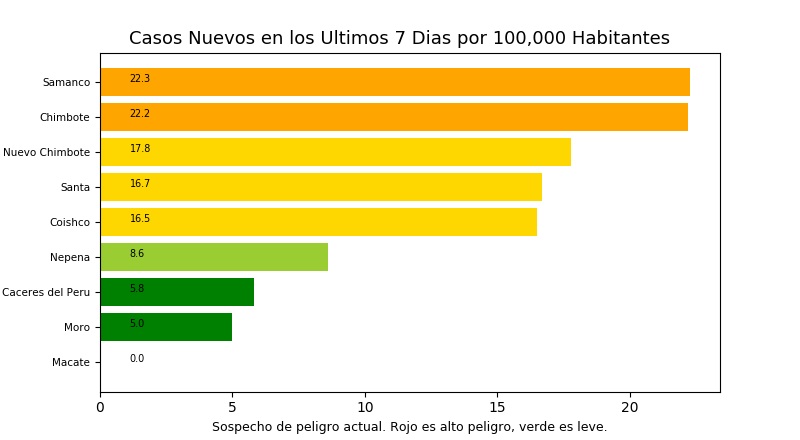 Casos Nuevos en los Ultimos 7 Dias por 100,000 Habitantes
Samanco 22.3
Chimbote 22.2
Nuevo Chimbote 17.8
Santa 16.7
Coishco 16.5
Nepena 8.6
Caceres del Peru 5.8
Moro 5.0
Macate 0.0
0 5 10 15 20
Sospecho de peligro actual. Rojo es alto peligro, verde es leve.